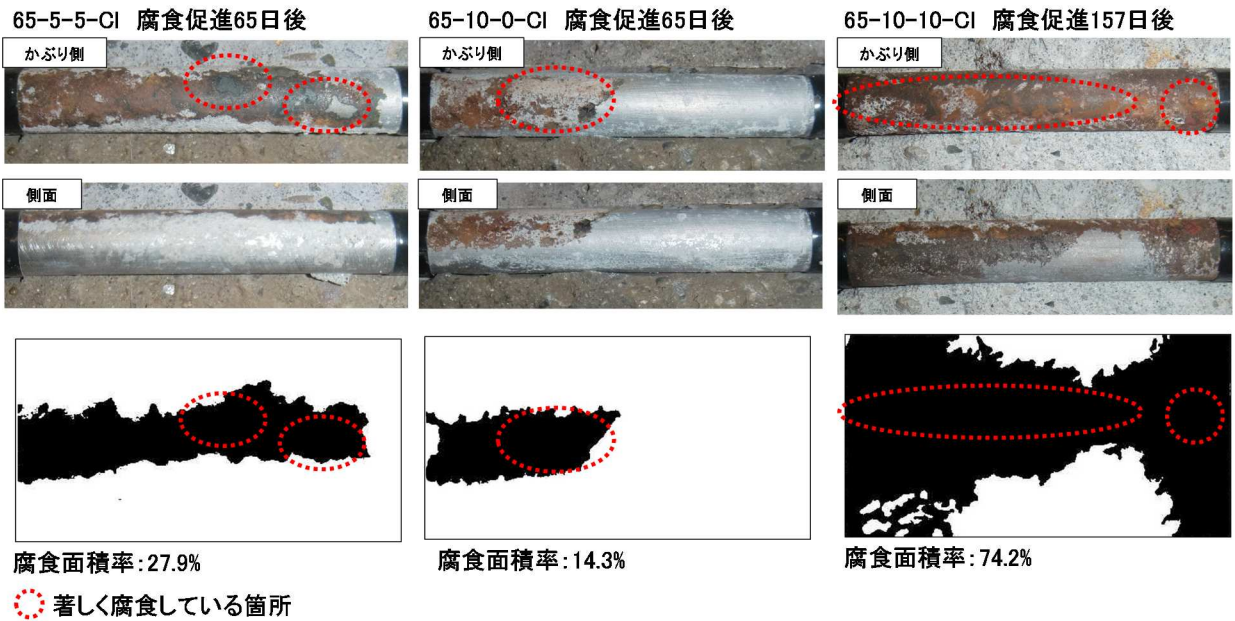 65-5-5-Cl 腐食促進65日後
65-10-0-Cl 腐食促進65日後
65-10-10-Cl 腐食促進157日後
かぶり側
かぶり側
かぶり側
側面
側面
側面
腐食面積率:27.9%
腐食面積率:14.3%
腐食面積率:74.2%
著しく腐食している箇所